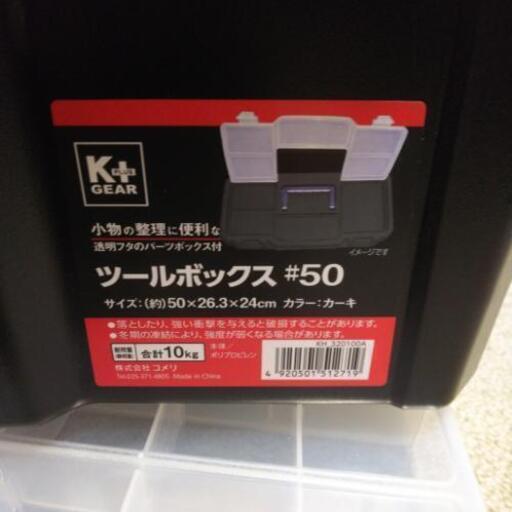 K+
PLUS
GEAR
小物の整理に便利な
透明フタのパーツボックス付
イメージです
ツールボックス #50
サイズ:(約)50×26.3×24cm カラー:カーキ
●落としたり、強い衝撃を与えると破損することがあります。
●冬期の凍結により、強度が弱くなる場合があります。
合計10kg
本体/ポリプロピレン
KH 320100A
株式会社コメリ
Tel.025-371-4805 Made in China
4 920501 512719